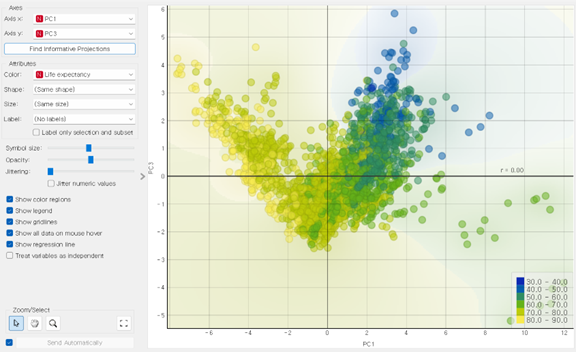 Axes
Axis x: N PC1
Axis y: N PC3
Find Informative Projections
Attributes
Color: N Life expectancy
Shape: (Same shape)
Size: (Same size)
Label: (No labels)
Label only selection and subset
Symbol size:
Opacity:
Jittering:
Jitter numeric values
Show color regions
Show legend
Show gridlines
Show all data on mouse hover
Show regression line
Treat variables as independent
Zoom/Select
Send Automatically
6
5
4
3
2
1
0
-1
-2
-3
-4
-5
PC3
r = 0.00
30,0 - 40,0
40,0 - 50,0
50,0 - 60,0
60,0 - 70,0
70,0 - 80,0
80,0 - 90,0
-6 -4 -2 0 2 4 6 8 10 12
PC1